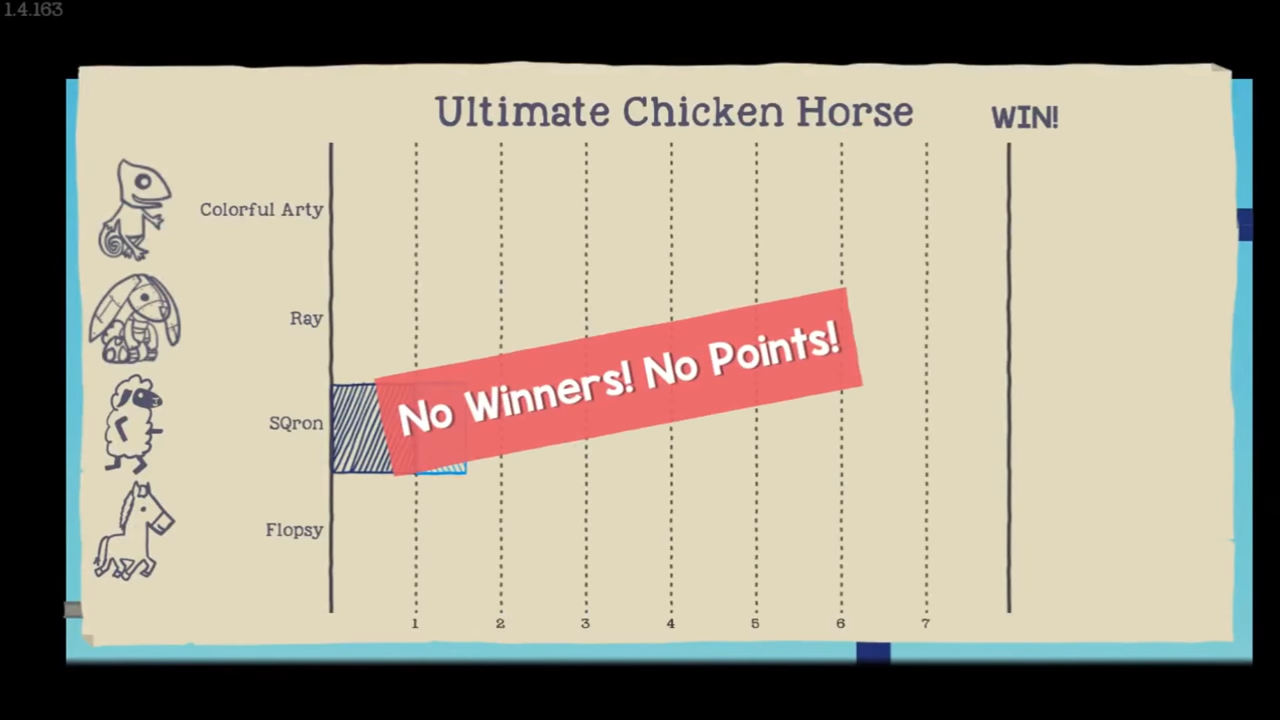 1.4.163
Ultimate Chicken Horse
WIN!
Colorful Arty
Ray
No Winners! No Points!
SQron
Flopsy
1 2 3 4 5 6 7